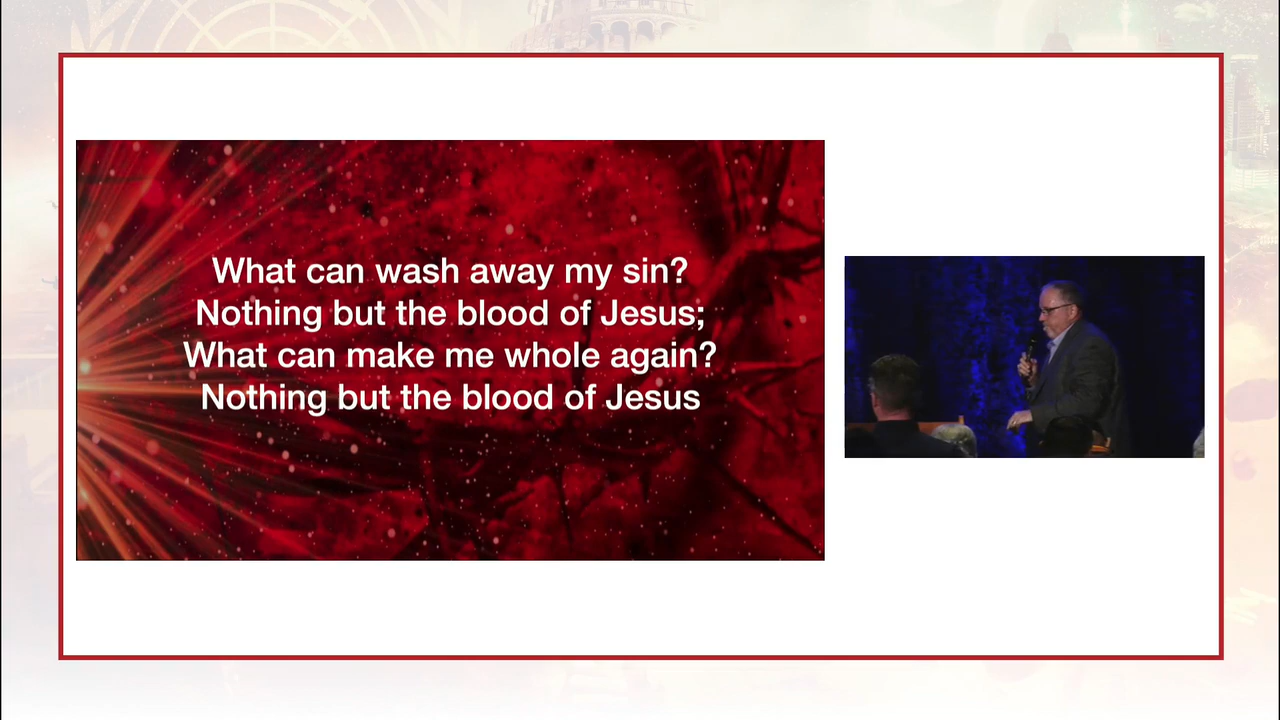 What can wash away my sin?
Nothing but the blood of Jesus;
What can make me whole again?
Nothing but the blood of Jesus